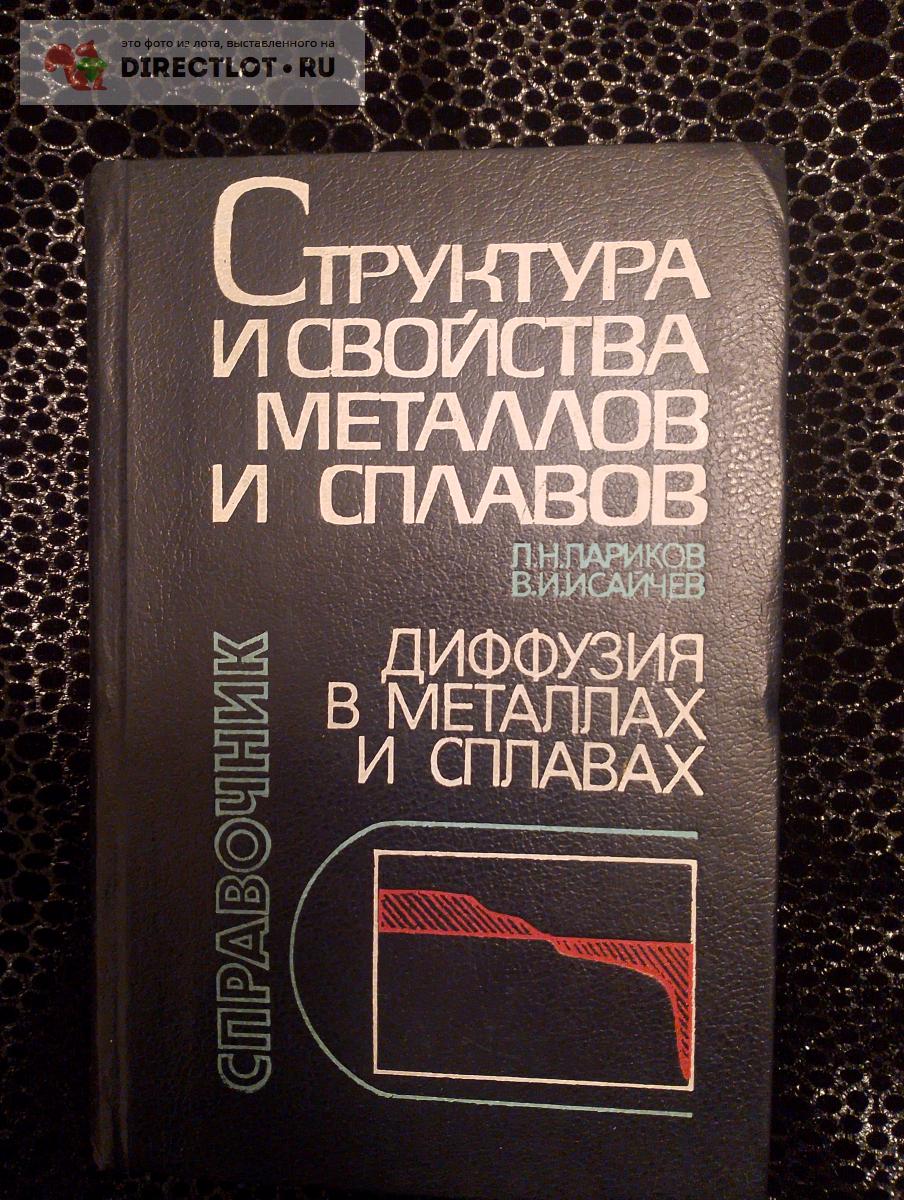 это фото из лота, выставленного на
DIRECTLOT•RU
СТРУКТУРА
И СВОЙСТВА
МЕТАЛЛОВ
И СПЛАВОВ
Л.Н.ЛАРИКОВ
В.И.ИСАЙЧЕВ
ДИФФУЗИЯ
В МЕТАЛЛАХ
И СПЛАВАХ
СПРАВОЧНИК